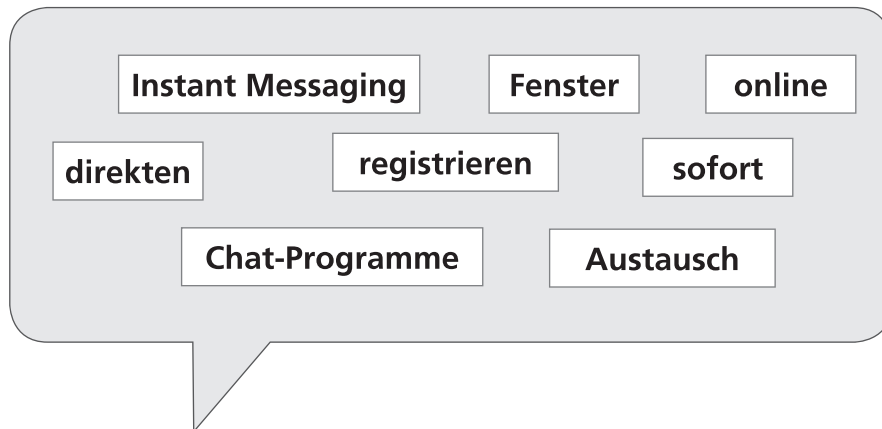 Instant Messaging Fenster online
direkten registrieren sofort
Chat-Programme Austausch